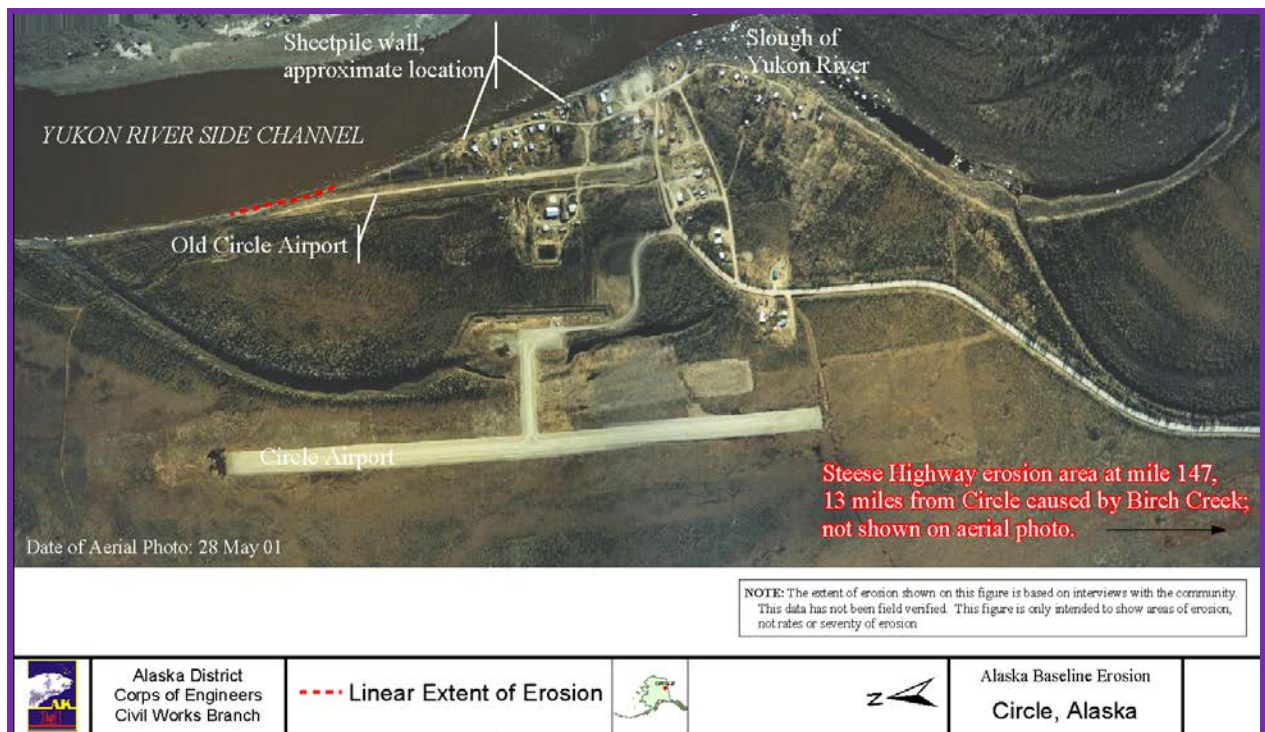 Sheetpile wall,
approximate location
Slough of
Yukon River
YUKON RIVER SIDE CHANNEL
Old Circle Airport
Circle Airport
Steese Highway erosion area at mile 147,
13 miles from Circle caused by Birch Creek;
not shown on aerial photo.
Date of Aerial Photo: 28 May 01
NOTE: The extent of erosion shown on this figure is based on interviews with the community.
This data has not been field verified. This figure is only intended to show areas of erosion,
not rates or severity of erosion
Alaska District
Corps of Engineers
Civil Works Branch
Linear Extent of Erosion
Z
Alaska Baseline Erosion
Circle, Alaska